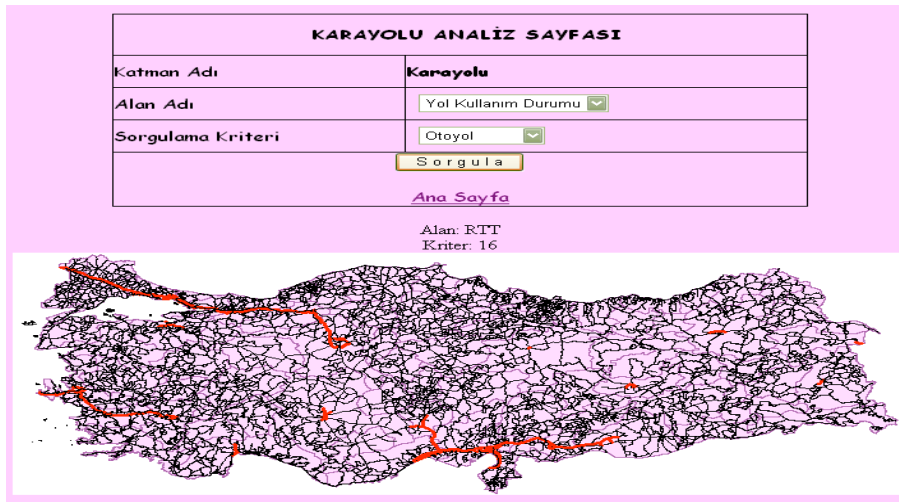 KARAYOLU ANALİZ SAYFASI
Katman Adı Karayolu
Alan Adı Yol Kullanım Durumu
Sorgulama Kriteri Otoyol
Sorgula
Ana Sayfa
Alan: RTT
Kriter: 16